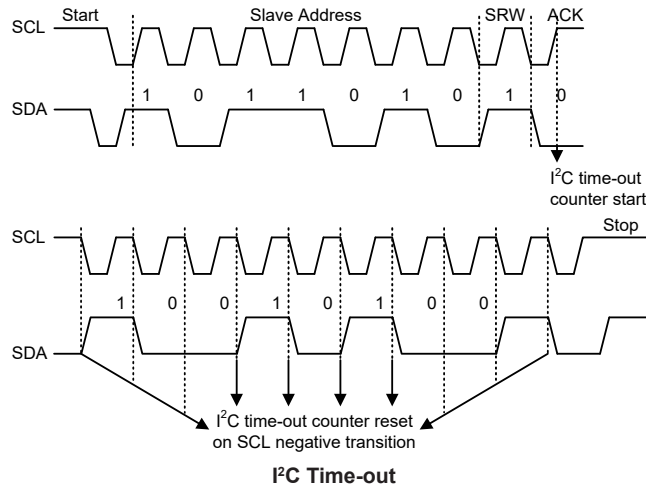 Start Slave Address SRW ACK
SCL
1 0 1 1 0 1 0 1 0
SDA
I²C time-out
counter start
Stop
SCL
1 0 0 1 0 1 0 0
SDA
I²C time-out counter reset
on SCL negative transition
I²C Time-out